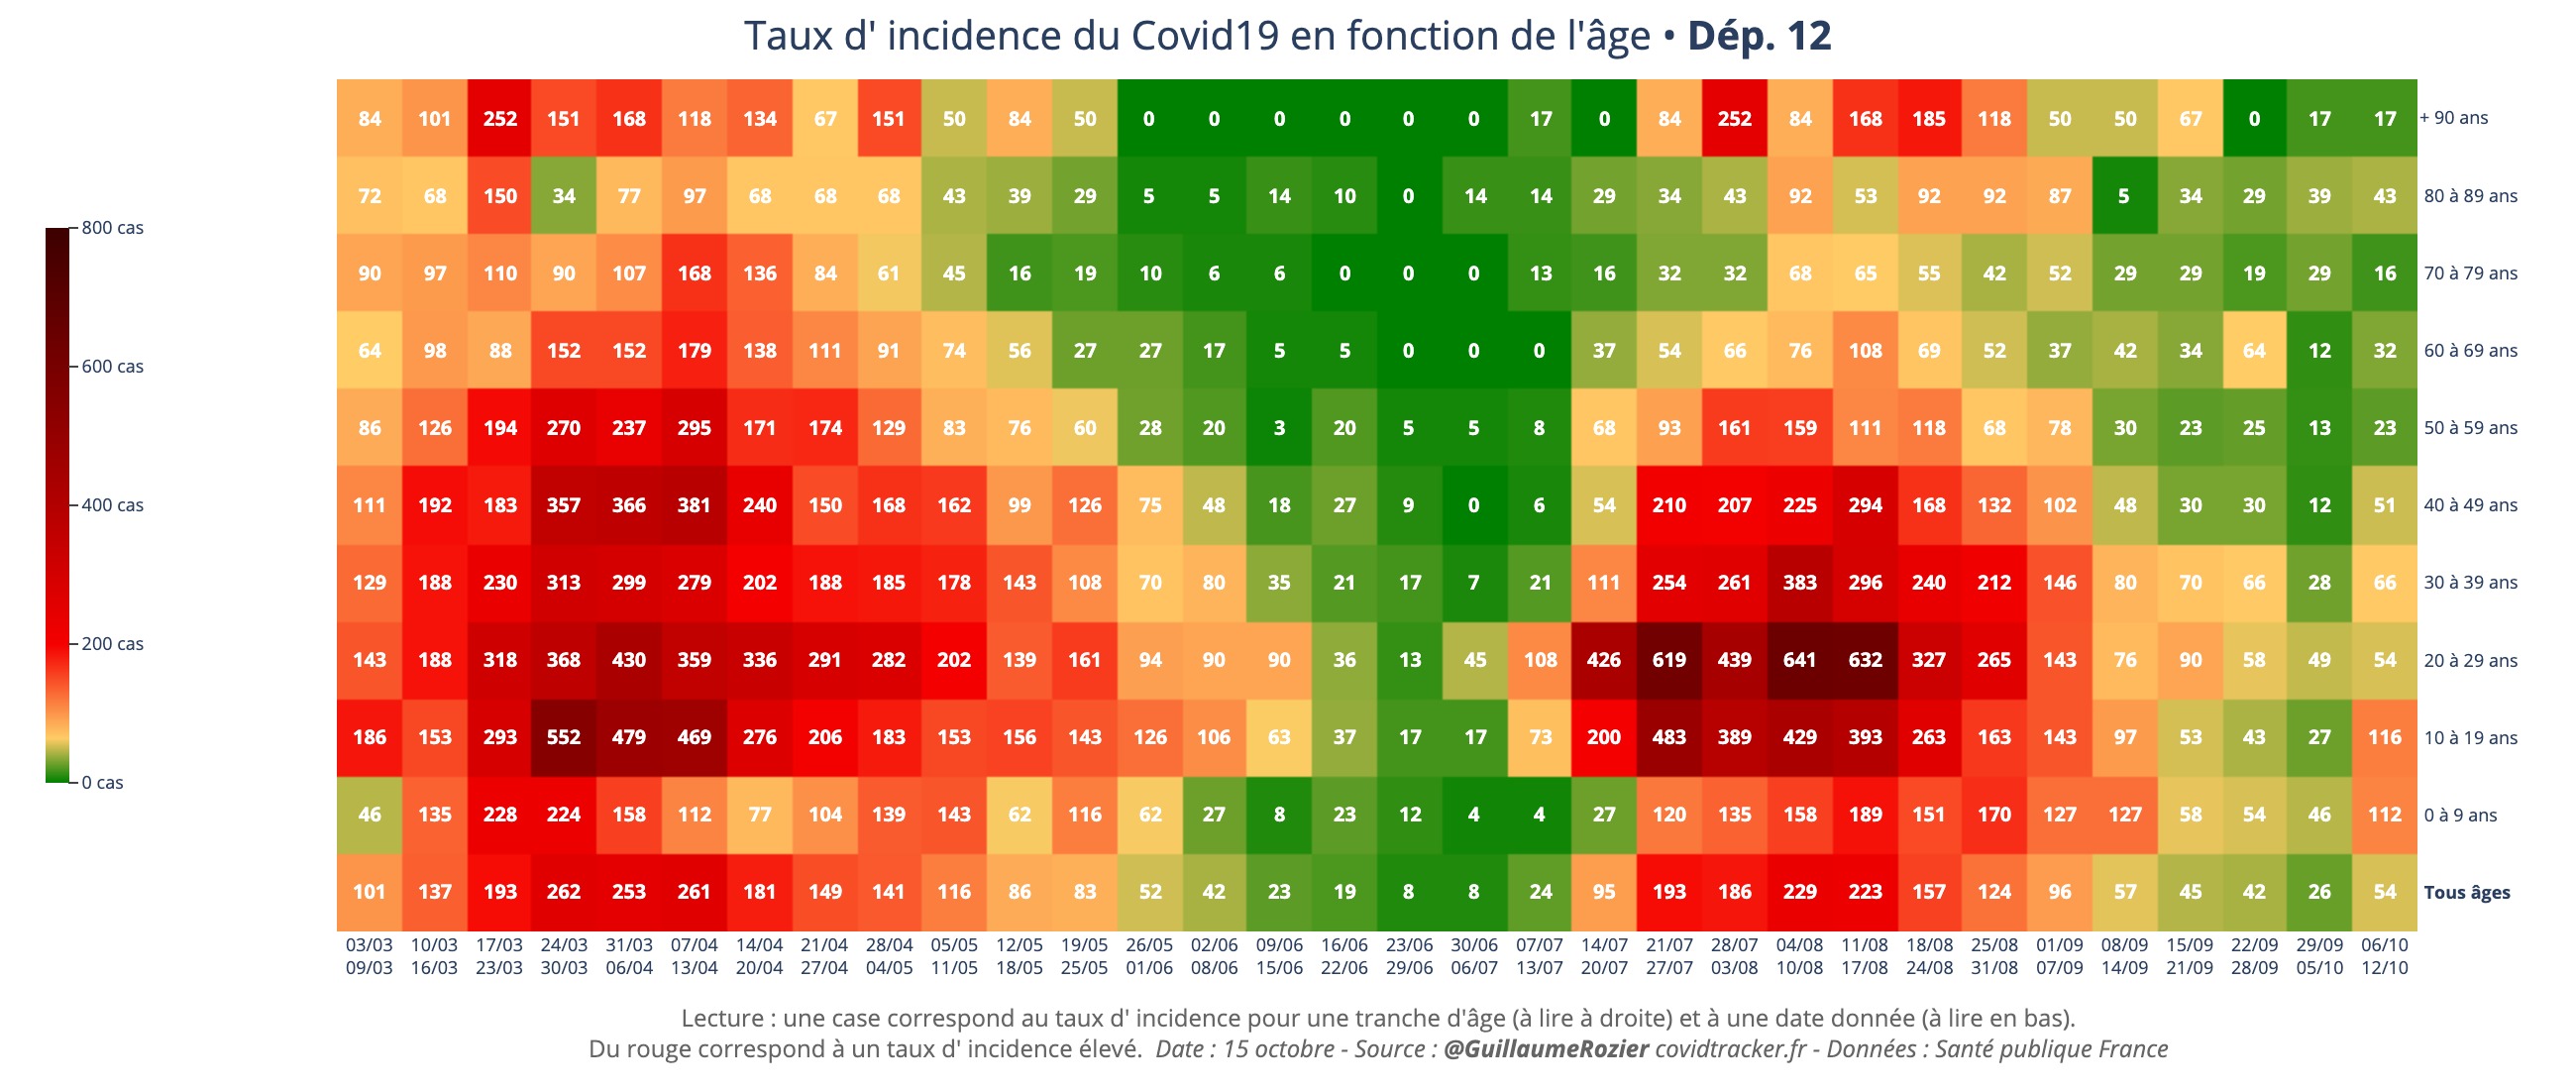 Taux d' incidence du Covid19 en fonction de l'âge • Dép. 12
84 101 252 151 168 118 134 67 151 50 84 50 0 0 0 0 0 0 17 0 84 252 84 168 185 118 50 50 67 0 17 17 + 90 ans
72 68 150 34 77 97 68 68 68 43 39 29 5 5 14 10 0 14 14 29 34 43 92 53 92 92 87 5 34 29 39 43 80 à 89 ans
90 97 110 90 107 168 136 84 61 45 16 19 10 6 6 0 0 0 13 16 32 32 68 65 55 42 52 29 29 19 29 16 70 à 79 ans
64 98 88 152 152 179 138 111 91 74 56 27 27 17 5 5 0 0 0 37 54 66 76 108 69 52 37 42 34 64 12 32 60 à 69 ans
86 126 194 270 237 295 171 174 129 83 76 60 28 20 3 20 5 5 8 68 93 161 159 111 118 68 78 30 23 25 13 23 50 à 59 ans
111 192 183 357 366 381 240 150 168 162 99 126 75 48 18 27 9 0 6 54 210 207 225 294 168 132 102 48 30 30 12 51 40 à 49 ans
129 188 230 313 299 279 202 188 185 178 143 108 70 80 35 21 17 7 21 111 254 261 383 296 240 212 146 80 70 66 28 66 30 à 39 ans
143 188 318 368 430 359 336 291 282 202 139 161 94 90 90 36 13 45 108 426 619 439 641 632 327 265 143 76 90 58 49 54 20 à 29 ans
186 153 293 552 479 469 276 206 183 153 156 143 126 106 63 37 17 17 73 200 483 389 429 393 263 163 143 97 53 43 27 116 10 à 19 ans
46 135 228 224 158 112 77 104 139 143 62 116 62 27 8 23 12 4 4 27 120 135 158 189 151 170 127 127 58 54 46 112 0 à 9 ans
101 137 193 262 253 261 181 149 141 116 86 83 52 42 23 19 8 8 24 95 193 186 229 223 157 124 96 57 45 42 26 54 Tous âges
03/03 10/03 17/03 24/03 31/03 07/04 14/04 21/04 28/04 05/05 12/05 19/05 26/05 02/06 09/06 16/06 23/06 30/06 07/07 14/07 21/07 28/07 04/08 11/08 18/08 25/08 01/09 08/09 15/09 22/09 29/09 06/10
09/03 16/03 23/03 30/03 06/04 13/04 20/04 27/04 04/05 11/05 18/05 25/05 01/06 08/06 15/06 22/06 29/06 06/07 13/07 20/07 27/07 03/08 10/08 17/08 24/08 31/08 07/09 14/09 21/09 28/09 05/10 12/10
800 cas
600 cas
400 cas
200 cas
0 cas
Lecture : une case correspond au taux d' incidence pour une tranche d'âge (à lire à droite) et à une date donnée (à lire en bas).
Du rouge correspond à un taux d' incidence élevé. Date : 15 octobre - Source : @GuillaumeRozier covidtracker.fr - Données : Santé publique France